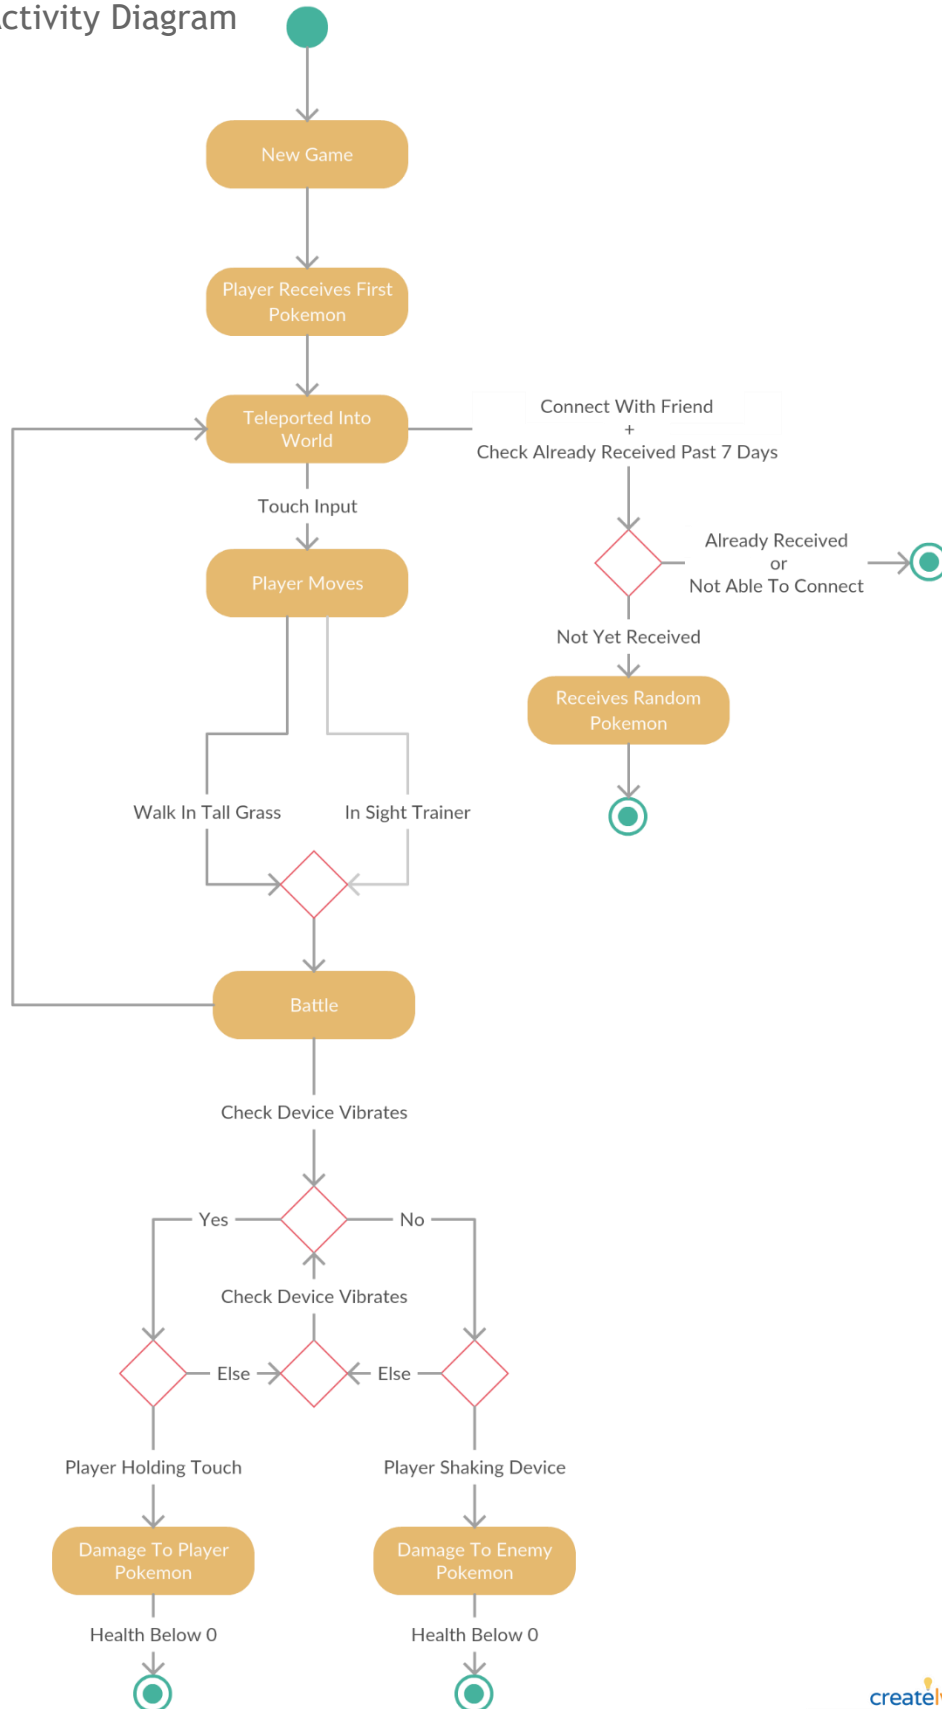 Activity Diagram
New Game
Player Receives First
Pokemon
Teleported Into
World
Connect With Friend
+
Check Already Received Past 7 Days
Touch Input
Already Received
or
Not Able To Connect
Player Moves
Not Yet Received
Receives Random
Pokemon
Walk In Tall Grass
In Sight Trainer
Battle
Check Device Vibrates
Yes
No
Check Device Vibrates
Else
Else
Player Holding Touch
Player Shaking Device
Damage To Player
Pokemon
Damage To Enemy
Pokemon
Health Below 0
Health Below 0
creately